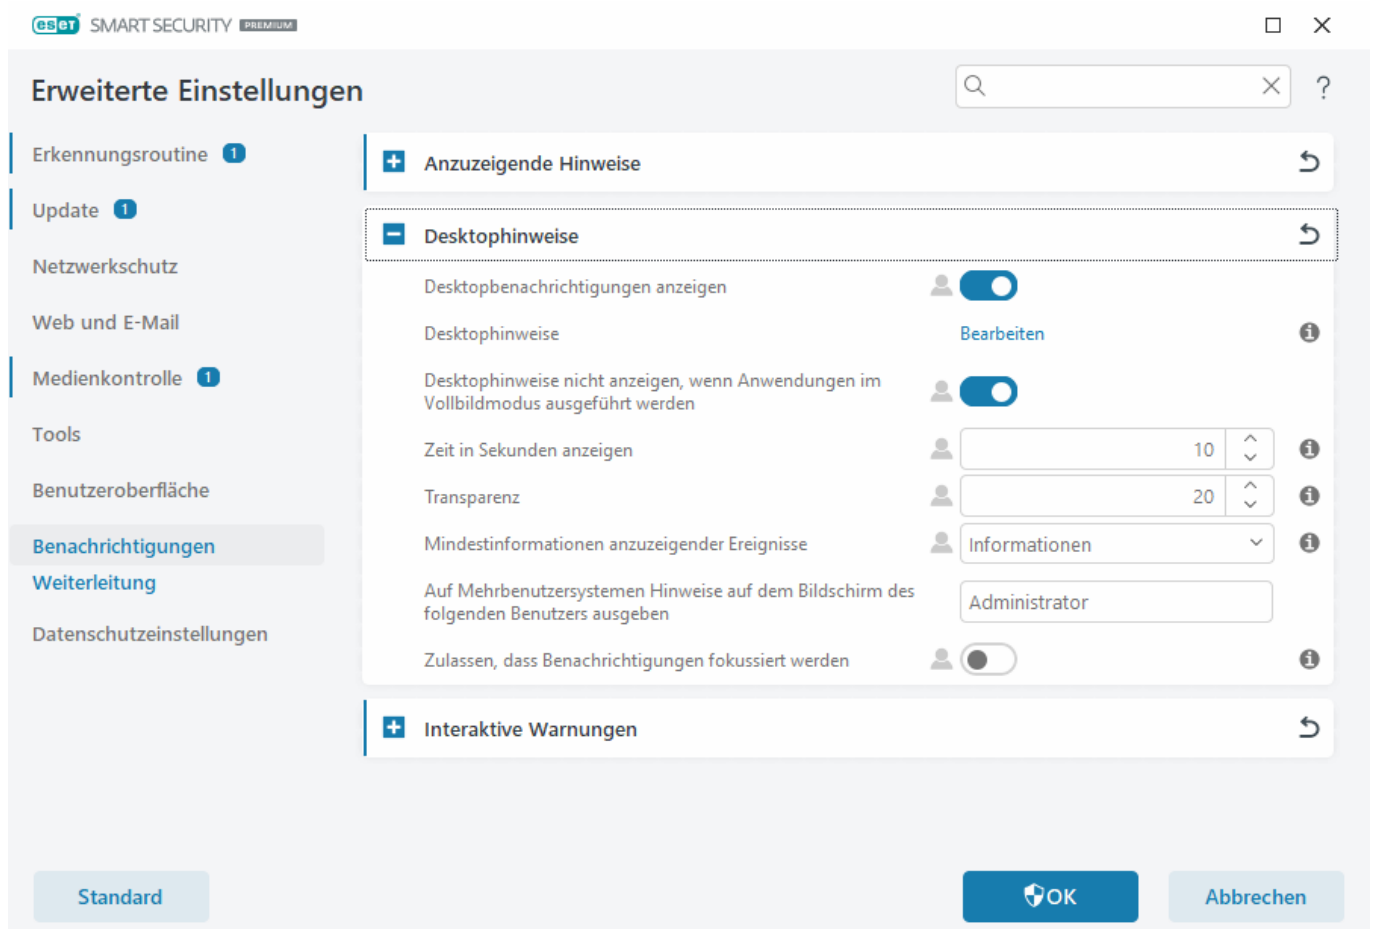 eset SMART SECURITY PREMIUM
Erweiterte Einstellungen
?
Erkennungsroutine 1
Update 1
Netzwerkschutz
Web und E-Mail
Medienkontrolle 1
Tools
Benutzeroberfläche
Benachrichtigungen
Weiterleitung
Datenschutzeinstellungen
Anzuzeigende Hinweise
Desktophinweise
Desktopbenachrichtigungen anzeigen
Desktophinweise Bearbeiten
Desktophinweise nicht anzeigen, wenn Anwendungen im
Vollbildmodus ausgeführt werden
Zeit in Sekunden anzeigen 10
Transparenz 20
Mindestinformationen anzuzeigender Ereignisse Informationen
Auf Mehrbenutzersystemen Hinweise auf dem Bildschirm des
folgenden Benutzers ausgeben Administrator
Zulassen, dass Benachrichtigungen fokussiert werden
Interaktive Warnungen
Standard OK Abbrechen